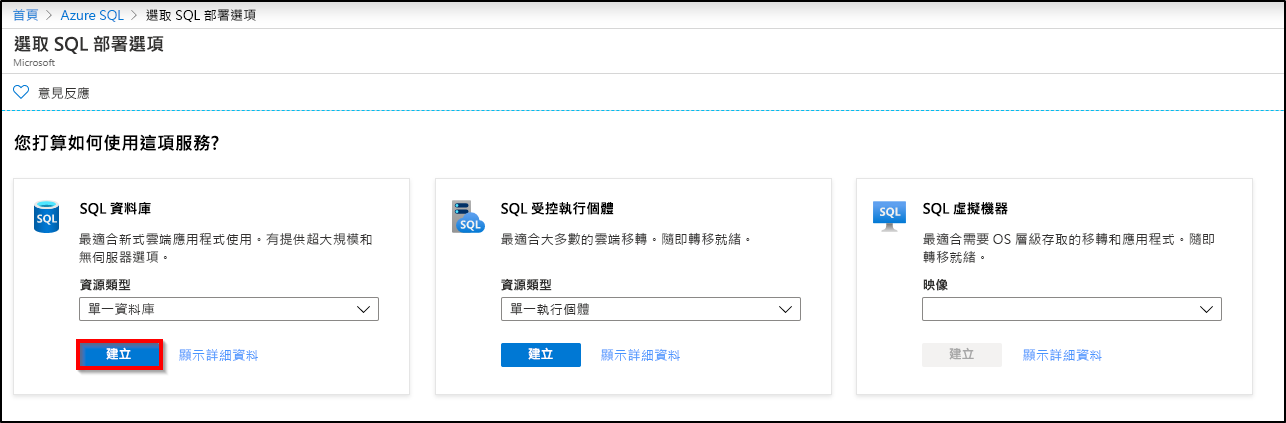 首頁 > Azure SQL > 選取 SQL 部署選項
選取 SQL 部署選項
Microsoft
意見反應
您打算如何使用這項服務?
SQL
SQL 資料庫
最適合新式雲端應用程式使用。有提供超大規模和
無伺服器選項。
資源類型
單一資料庫
建立 顯示詳細資料
SQL
SQL 受控執行個體
最適合大多數的雲端移轉。隨即轉移就緒。
資源類型
單一執行個體
建立 顯示詳細資料
SQL
SQL 虛擬機器
最適合需要 OS 層級存取的移轉和應用程式。隨即
轉移就緒。
映像
建立 顯示詳細資料